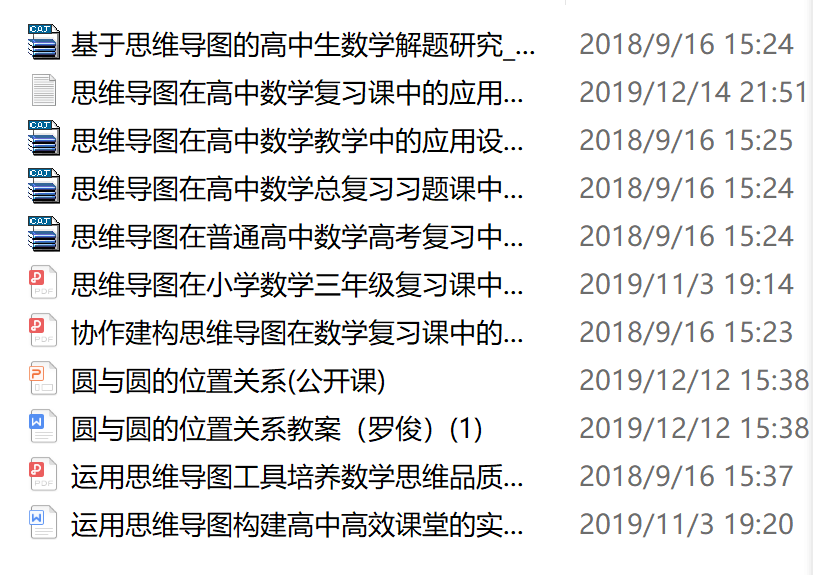 基于思维导图的高中生数学解题研究_... 2018/9/16 15:24
思维导图在高中数学复习课中的应用... 2019/12/14 21:51
思维导图在高中数学教学中的应用设... 2018/9/16 15:25
思维导图在高中数学总复习习题课中... 2018/9/16 15:24
思维导图在普通高中数学高考复习中... 2018/9/16 15:24
思维导图在小学数学三年级复习课中... 2019/11/3 19:14
协作建构思维导图在数学复习课中的... 2018/9/16 15:23
圆与圆的位置关系(公开课) 2019/12/12 15:38
圆与圆的位置关系教案（罗俊）(1) 2019/12/12 15:38
运用思维导图工具培养数学思维品质... 2018/9/16 15:37
运用思维导图构建高中高效课堂的实... 2019/11/3 19:20